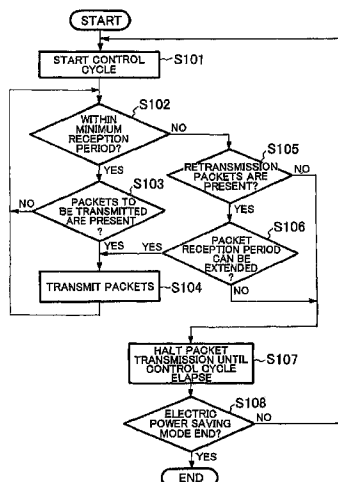 START
START CONTROL
CYCLE
S101
WITHIN
MINIMUM
RECEPTION
PERIOD?
S102
NO
YES
RETRANSMISSION
PACKETS ARE
PRESENT?
S105
NO
YES
PACKETS TO
BE TRANSMITTED
ARE PRESENT
?
S103
NO
YES
PACKET
RECEPTION PERIOD
CAN BE
EXTENDED
?
S106
YES
NO
TRANSMIT PACKETS
S104
HALT PACKET
TRANSMISSION UNTIL
CONTROL CYCLE
ELAPSE
S107
ELECTRIC
POWER SAVING
MODE END?
S108
NO
YES
END